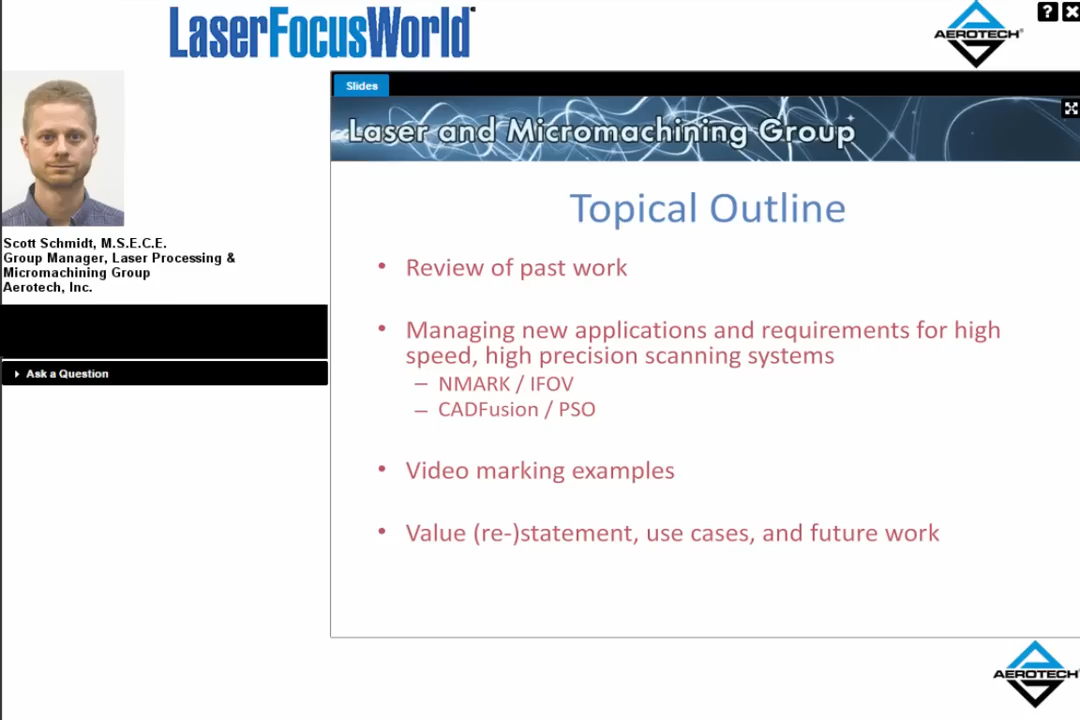 LaserFocusWorld
AEROTECH
?
Scott Schmidt, M.S.E.C.E.
Group Manager, Laser Processing &
Micromachining Group
Aerotech, Inc.
Ask a Question
Slides
Laser and Micromachining Group
Topical Outline
• Review of past work
• Managing new applications and requirements for high
speed, high precision scanning systems
– NMARK / IFOV
– CADFusion / PSO
• Video marking examples
• Value (re-)statement, use cases, and future work
AEROTECH